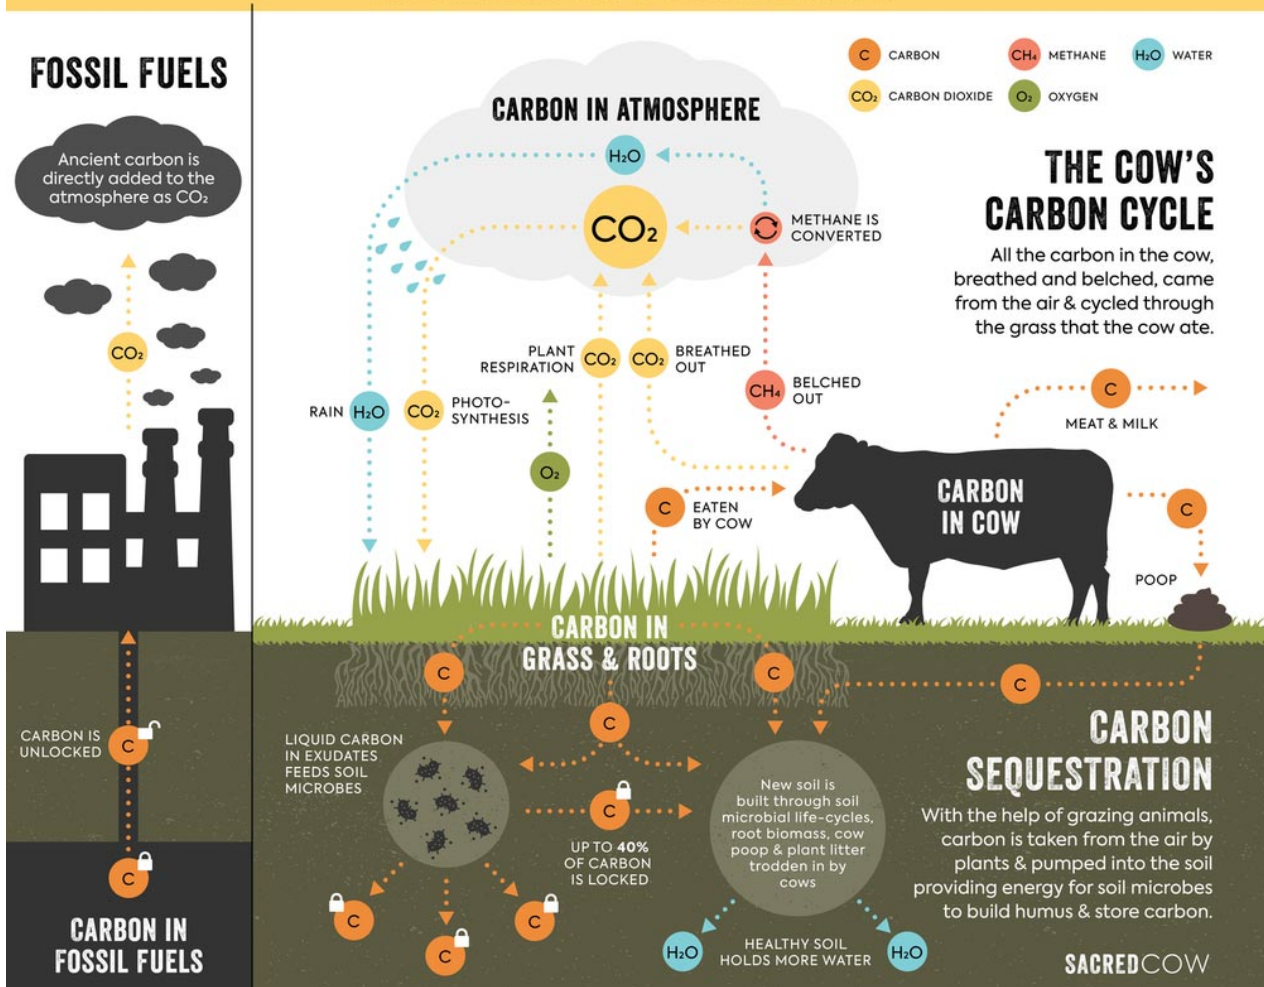 FOSSIL FUELS
Ancient carbon is
directly added to the
atmosphere as CO₂
CO₂
CARBON IS
UNLOCKED
C
C
CARBON IN
FOSSIL FUELS
C CARBON
CH₄ METHANE
H₂O WATER
CO₂ CARBON DIOXIDE
O₂ OXYGEN
CARBON IN ATMOSPHERE
H₂O
CO₂
METHANE IS
CONVERTED
THE COW'S
CARBON CYCLE
All the carbon in the cow,
breathed and belched, came
from the air & cycled through
the grass that the cow ate.
RAIN H₂O
CO₂ PHOTO-
SYNTHESIS
O₂
PLANT
RESPIRATION
CO₂
CO₂ BREATHED
OUT
CH₄ BELCHED
OUT
C EATEN
BY COW
C
MEAT & MILK
CARBON
IN COW
C
POOP
CARBON IN
GRASS & ROOTS
C
C
C
C
LIQUID CARBON
IN EXUDATES
FEEDS SOIL
MICROBES
C
UP TO 40%
OF CARBON
IS LOCKED
C
C
C
New soil is
built through soil
microbial life-cycles,
root biomass, cow
poop & plant litter
trodden in by
cows
H₂O
HEALTHY SOIL
HOLDS MORE WATER
H₂O
CARBON
SEQUESTRATION
With the help of grazing animals,
carbon is taken from the air by
plants & pumped into the soil
providing energy for soil microbes
to build humus & store carbon.
SACREDCOW